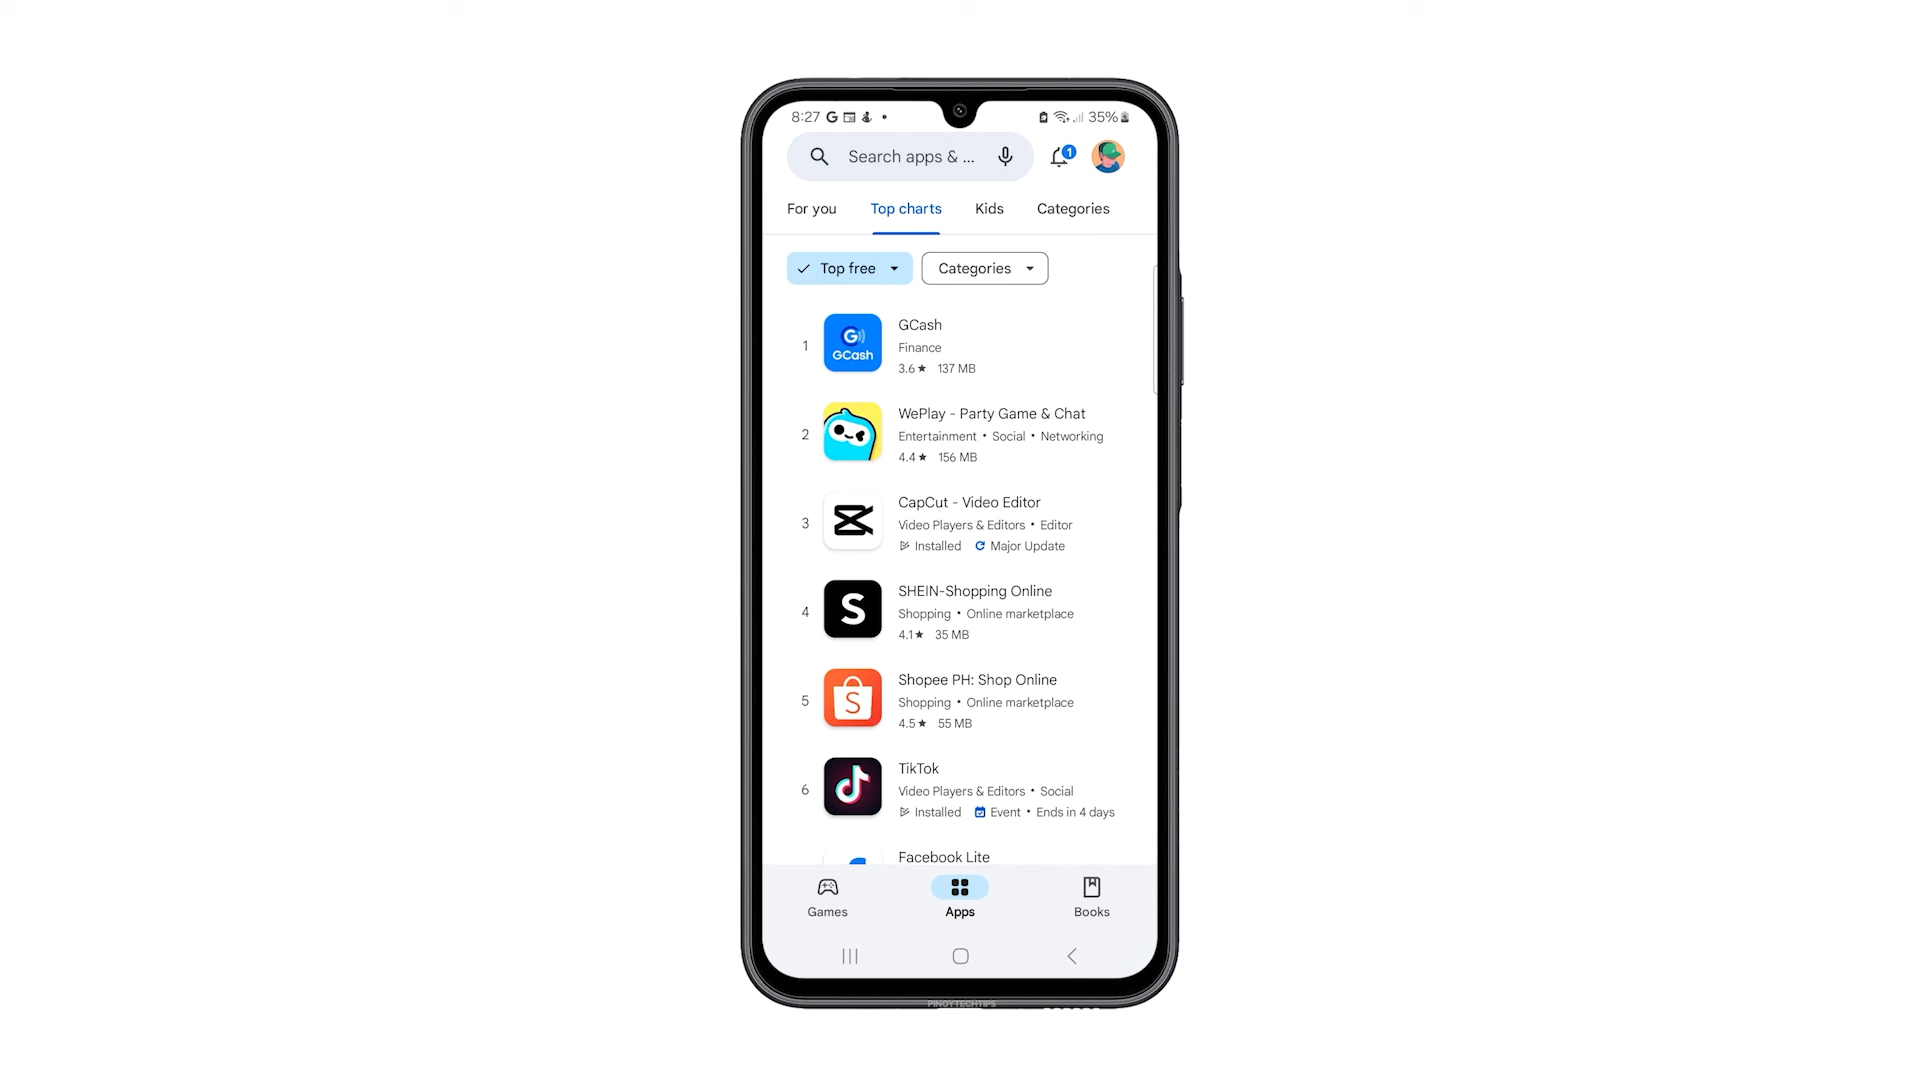 8:27
35%
Search apps & ...
1
For you Top charts Kids Categories
Top free Categories
1
GCash
GCash
Finance
3.6★ 137 MB
2
WePlay - Party Game & Chat
Entertainment • Social • Networking
4.4★ 156 MB
3
CapCut - Video Editor
Video Players & Editors • Editor
Installed Major Update
4
S
SHEIN-Shopping Online
Shopping • Online marketplace
4.1★ 35 MB
5
S
Shopee PH: Shop Online
Shopping • Online marketplace
4.5★ 55 MB
6
TikTok
Video Players & Editors • Social
Installed Event • Ends in 4 days
Facebook Lite
Games Apps Books
PINOYTECHTIPS